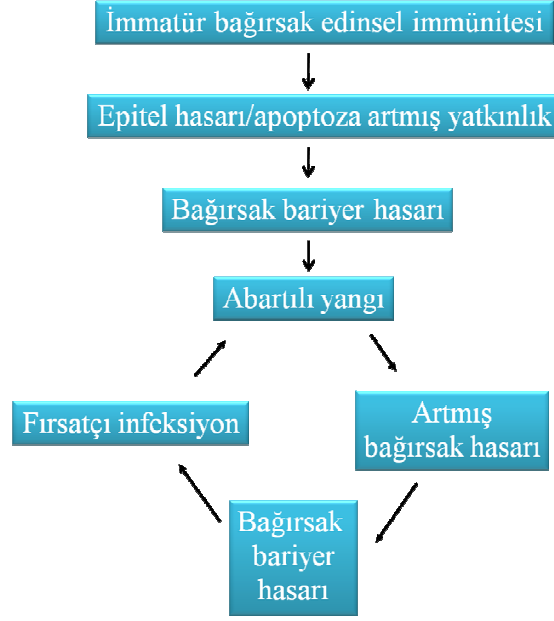 İmmatür bağırsak edinsel immünitesi
Epitel hasarı/apoptoza artmış yatkınlık
Bağırsak bariyer hasarı
Abartılı yangı
Fırsatçı infeksiyon
Artmış
bağırsak hasarı
Bağırsak
bariyer
hasarı